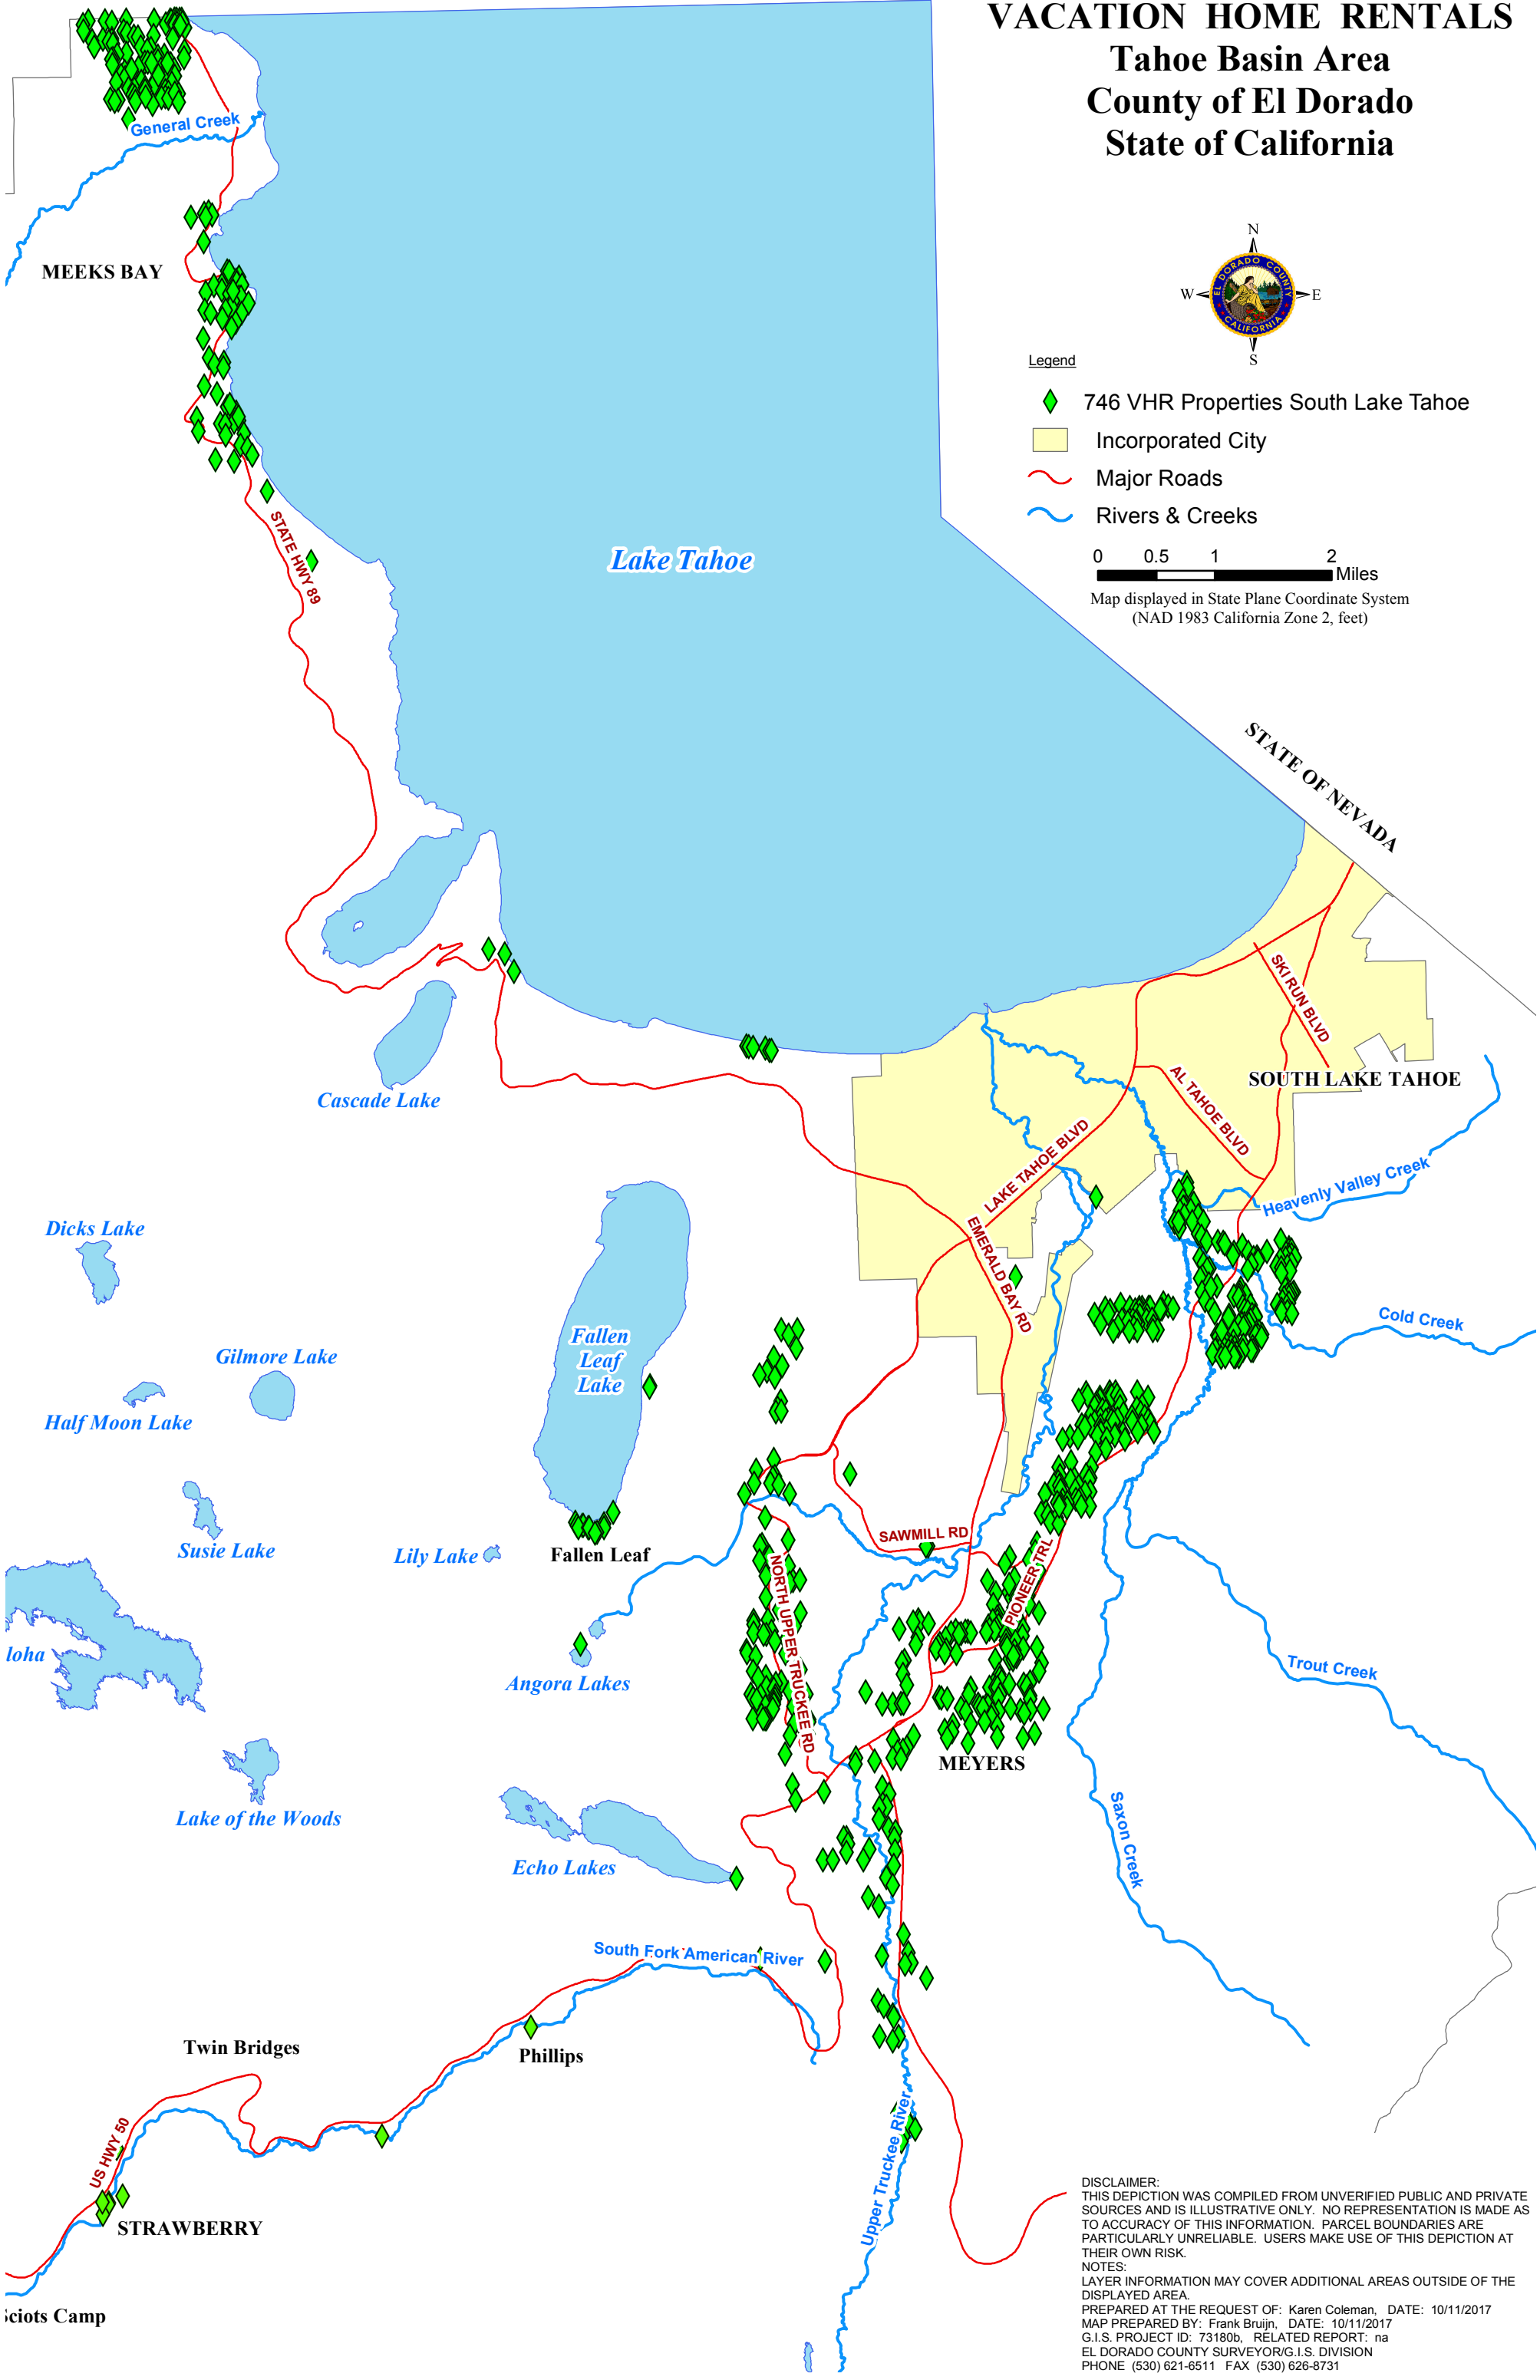 VACATION HOME RENTALS
Tahoe Basin Area
County of El Dorado
State of California
N
W
E
S
EL DORADO COUNTY
CALIFORNIA
Legend
746 VHR Properties South Lake Tahoe
Incorporated City
Major Roads
Rivers & Creeks
0 0.5 1 2
Miles
Map displayed in State Plane Coordinate System
(NAD 1983 California Zone 2, feet)
General Creek
MEEKS BAY
STATE HWY 89
Lake Tahoe
STATE OF NEVADA
SKI RUN BLVD
SOUTH LAKE TAHOE
AL TAHOE BLVD
LAKE TAHOE BLVD
Heavenly Valley Creek
EMERALD BAY RD
Cold Creek
Cascade Lake
Dicks Lake
Gilmore Lake
Half Moon Lake
Fallen
Leaf
Lake
Susie Lake
Lily Lake
Fallen Leaf
SAWMILL RD
PIONEER TRL
NORTH UPPER TRUCKEE RD
loha
Angora Lakes
Trout Creek
MEYERS
Saxon Creek
Lake of the Woods
Echo Lakes
South Fork American River
Twin Bridges
Phillips
US HWY 50
STRAWBERRY
Upper Truckee River
Sciots Camp
DISCLAIMER:
THIS DEPICTION WAS COMPILED FROM UNVERIFIED PUBLIC AND PRIVATE
SOURCES AND IS ILLUSTRATIVE ONLY. NO REPRESENTATION IS MADE AS
TO ACCURACY OF THIS INFORMATION. PARCEL BOUNDARIES ARE
PARTICULARLY UNRELIABLE. USERS MAKE USE OF THIS DEPICTION AT
THEIR OWN RISK.
NOTES:
LAYER INFORMATION MAY COVER ADDITIONAL AREAS OUTSIDE OF THE
DISPLAYED AREA.
PREPARED AT THE REQUEST OF: Karen Coleman, DATE: 10/11/2017
MAP PREPARED BY: Frank Bruijn, DATE: 10/11/2017
G.I.S. PROJECT ID: 73180b, RELATED REPORT: na
EL DORADO COUNTY SURVEYOR/G.I.S. DIVISION
PHONE (530) 621-6511 FAX (530) 626-8731